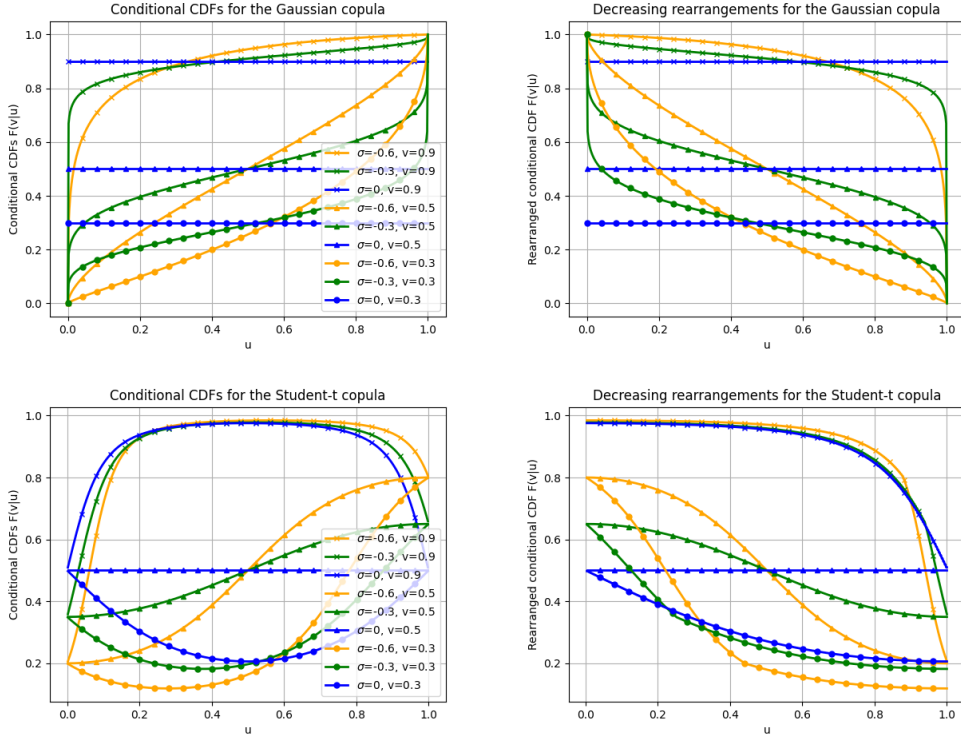 Conditional CDFs for the Gaussian copula
Conditional CDFs F(v|u)
1.0
0.8
0.6
0.4
0.2
0.0
σ=-0.6, v=0.9
σ=-0.3, v=0.9
σ=0, v=0.9
σ=-0.6, v=0.5
σ=-0.3, v=0.5
σ=0, v=0.5
σ=-0.6, v=0.3
σ=-0.3, v=0.3
σ=0, v=0.3
0.0 0.2 0.4 0.6 0.8 1.0
u
Decreasing rearrangements for the Gaussian copula
Rearranged conditional CDF F(v|u)
1.0
0.8
0.6
0.4
0.2
0.0
0.0 0.2 0.4 0.6 0.8 1.0
u
Conditional CDFs for the Student-t copula
Conditional CDFs F(v|u)
1.0
0.8
0.6
0.4
0.2
σ=-0.6, v=0.9
σ=-0.3, v=0.9
σ=0, v=0.9
σ=-0.6, v=0.5
σ=-0.3, v=0.5
σ=0, v=0.5
σ=-0.6, v=0.3
σ=-0.3, v=0.3
σ=0, v=0.3
0.0 0.2 0.4 0.6 0.8 1.0
u
Decreasing rearrangements for the Student-t copula
Rearranged conditional CDF F(v|u)
1.0
0.8
0.6
0.4
0.2
0.0 0.2 0.4 0.6 0.8 1.0
u